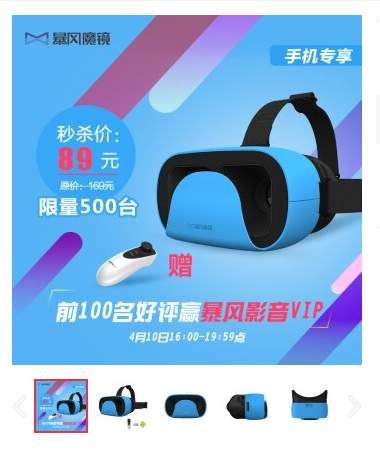 暴风魔镜
手机专享
秒杀价:
89 元
原价:169元
限量500台
赠
前100名好评赢暴风影音VIP
4月10日16:00-19:59点